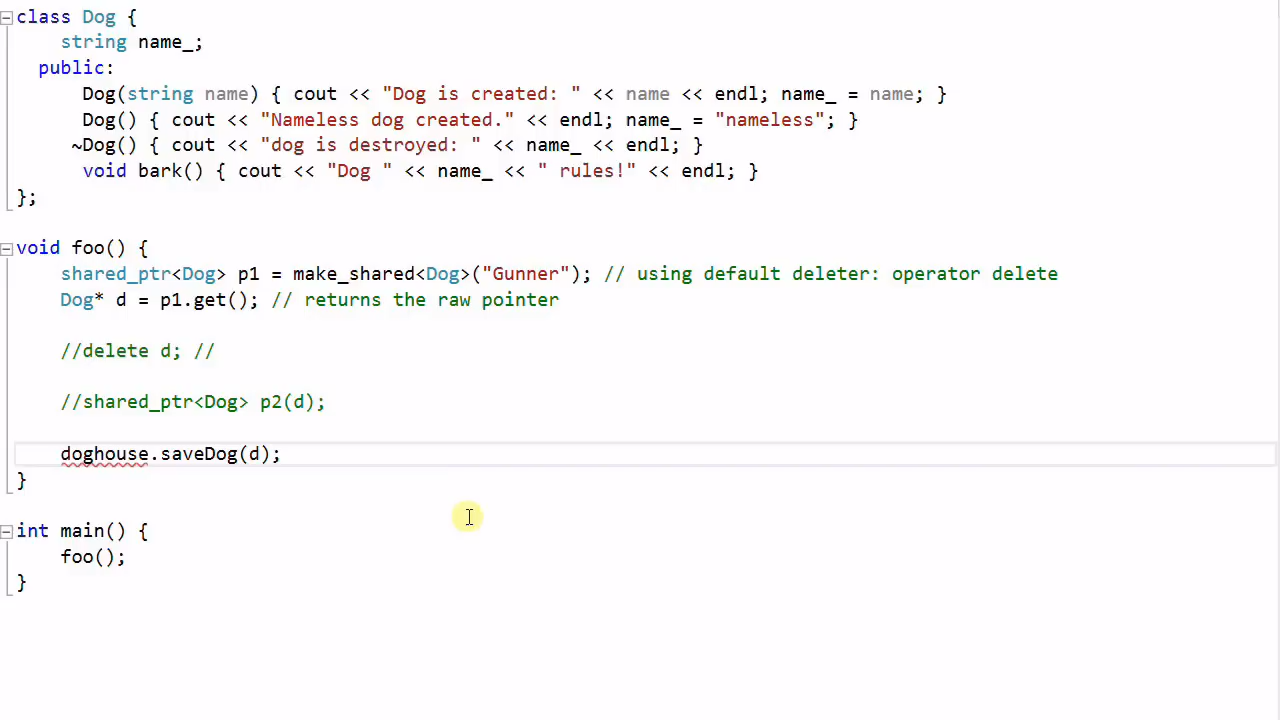 class Dog {
string name_;
public:
Dog(string name) { cout << "Dog is created: " << name << endl; name_ = name; }
Dog() { cout << "Nameless dog created." << endl; name_ = "nameless"; }
~Dog() { cout << "dog is destroyed: " << name_ << endl; }
void bark() { cout << "Dog " << name_ << " rules!" << endl; }
};
void foo() {
shared_ptr<Dog> p1 = make_shared<Dog>("Gunner"); // using default deleter: operator delete
Dog* d = p1.get(); // returns the raw pointer
//delete d; //
//shared_ptr<Dog> p2(d);
doghouse.saveDog(d);
}
int main() {
foo();
}